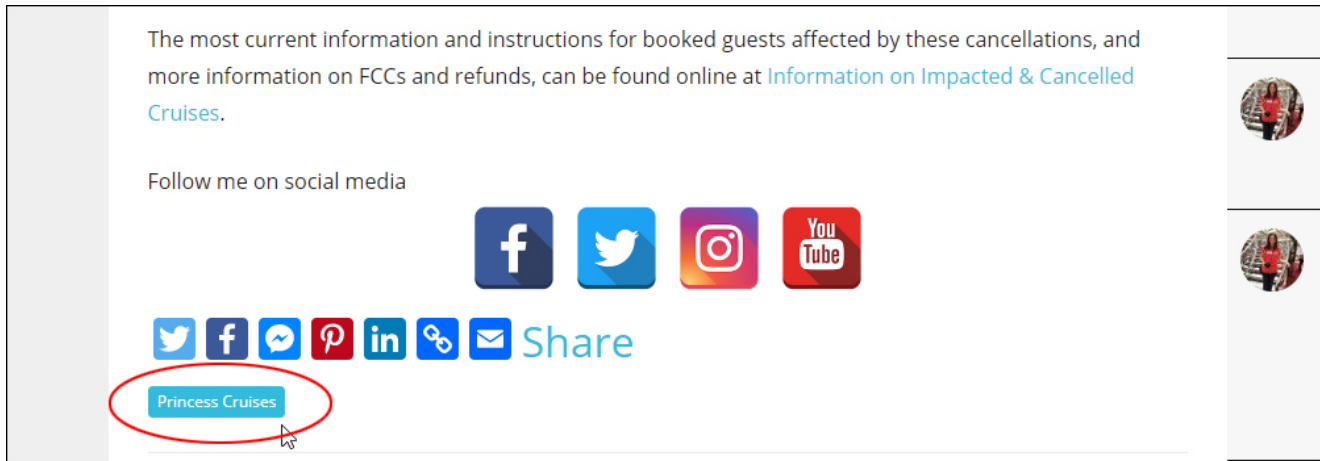 The most current information and instructions for booked guests affected by these cancellations, and
more information on FCCs and refunds, can be found online at Information on Impacted & Cancelled
Cruises.
Follow me on social media
f
You
Tube
f
in
Share
Princess Cruises